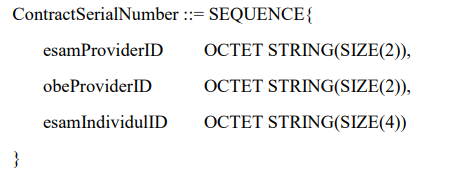 ContractSerialNumber ::= SEQUENCE{
esamProviderID OCTET STRING(SIZE(2)),
obeProviderID OCTET STRING(SIZE(2)),
esamIndividulID OCTET STRING(SIZE(4))
}